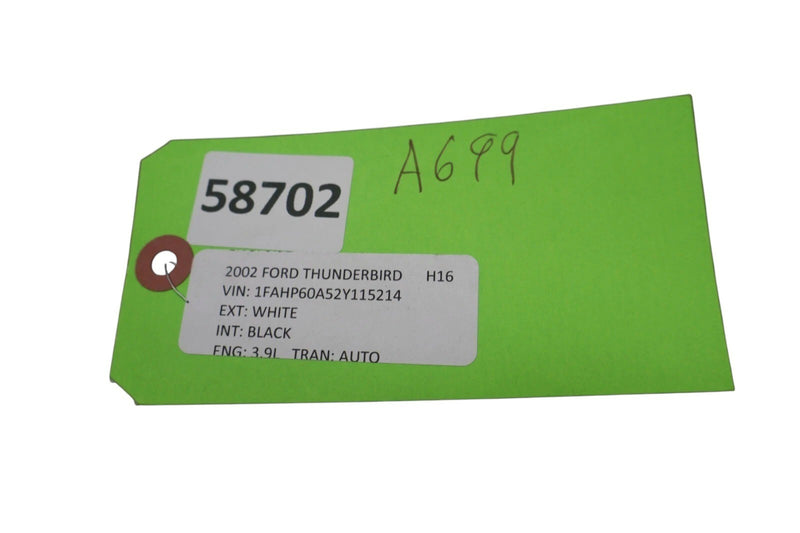 A699
58702
2002 FORD THUNDERBIRD H16
VIN: 1FAHP60A52Y115214
EXT: WHITE
INT: BLACK
ENG: 3.9L TRAN: AUTO